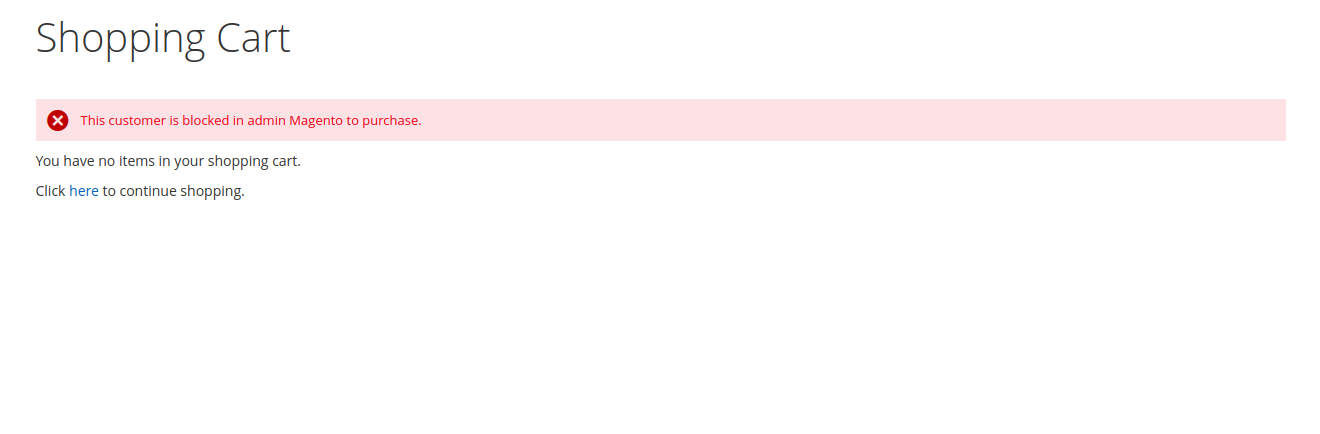 Shopping Cart
This customer is blocked in admin Magento to purchase.
You have no items in your shopping cart.
Click here to continue shopping.